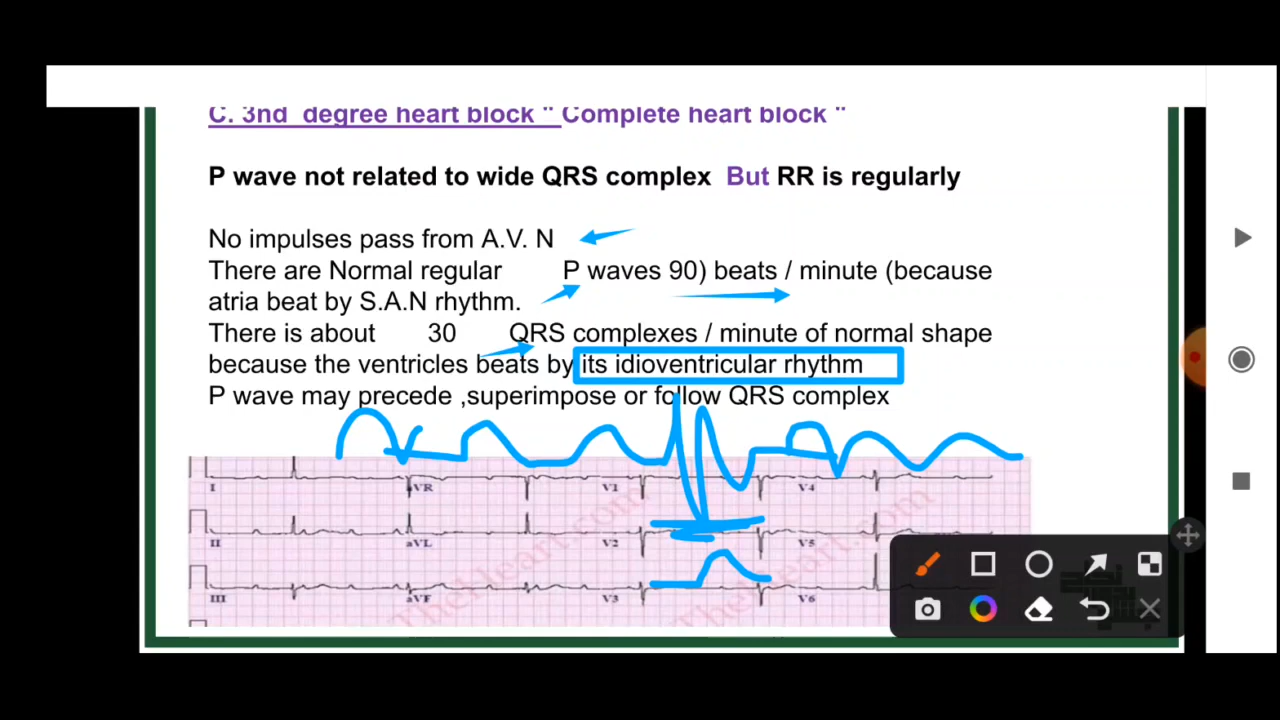 C. 3nd degree heart block " Complete heart block "
P wave not related to wide QRS complex But RR is regularly
No impulses pass from A.V. N
There are Normal regular P waves 90) beats / minute (because
atria beat by S.A.N rhythm.
There is about 30 QRS complexes / minute of normal shape
because the ventricles beats by its idioventricular rhythm
P wave may precede ,superimpose or follow QRS complex
I aVR V1 V4
II aVL V2 V5
III aVF V3 V6